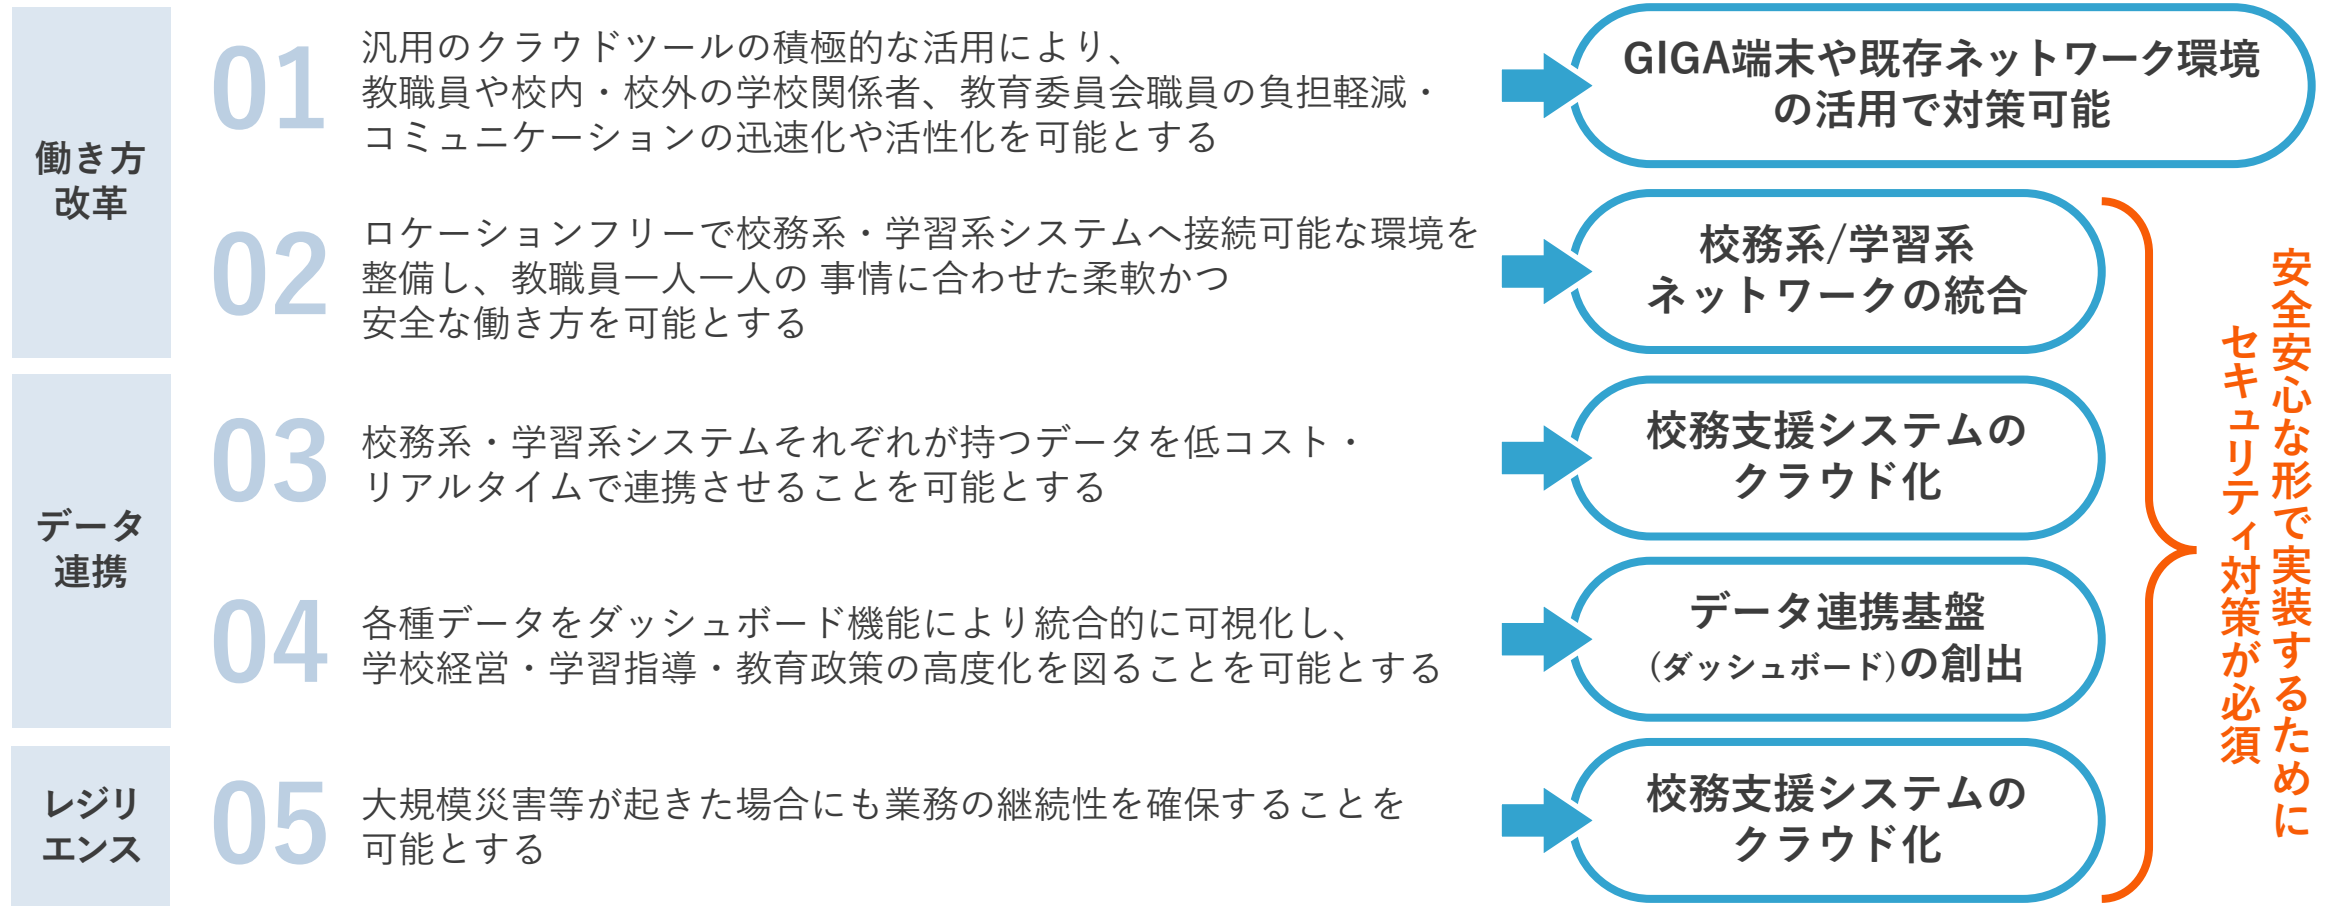 働き方
改革
01
汎用のクラウドツールの積極的な活用により、
教職員や校内・校外の学校関係者、教育委員会職員の負担軽減・
コミュニケーションの迅速化や活性化を可能とする
GIGA端末や既存ネットワーク環境
の活用で対策可能
02
ロケーションフリーで校務系・学習系システムへ接続可能な環境を
整備し、教職員一人一人の 事情に合わせた柔軟かつ
安全な働き方を可能とする
校務系/学習系
ネットワークの統合
データ
連携
03
校務系・学習系システムそれぞれが持つデータを低コスト・
リアルタイムで連携させることを可能とする
校務支援システムの
クラウド化
04
各種データをダッシュボード機能により統合的に可視化し、
学校経営・学習指導・教育政策の高度化を図ることを可能とする
データ連携基盤
(ダッシュボード)の創出
レジリ
エンス
05
大規模災害等が起きた場合にも業務の継続性を確保することを
可能とする
校務支援システムの
クラウド化
安全安心な形で実装するために
セキュリティ対策が必須